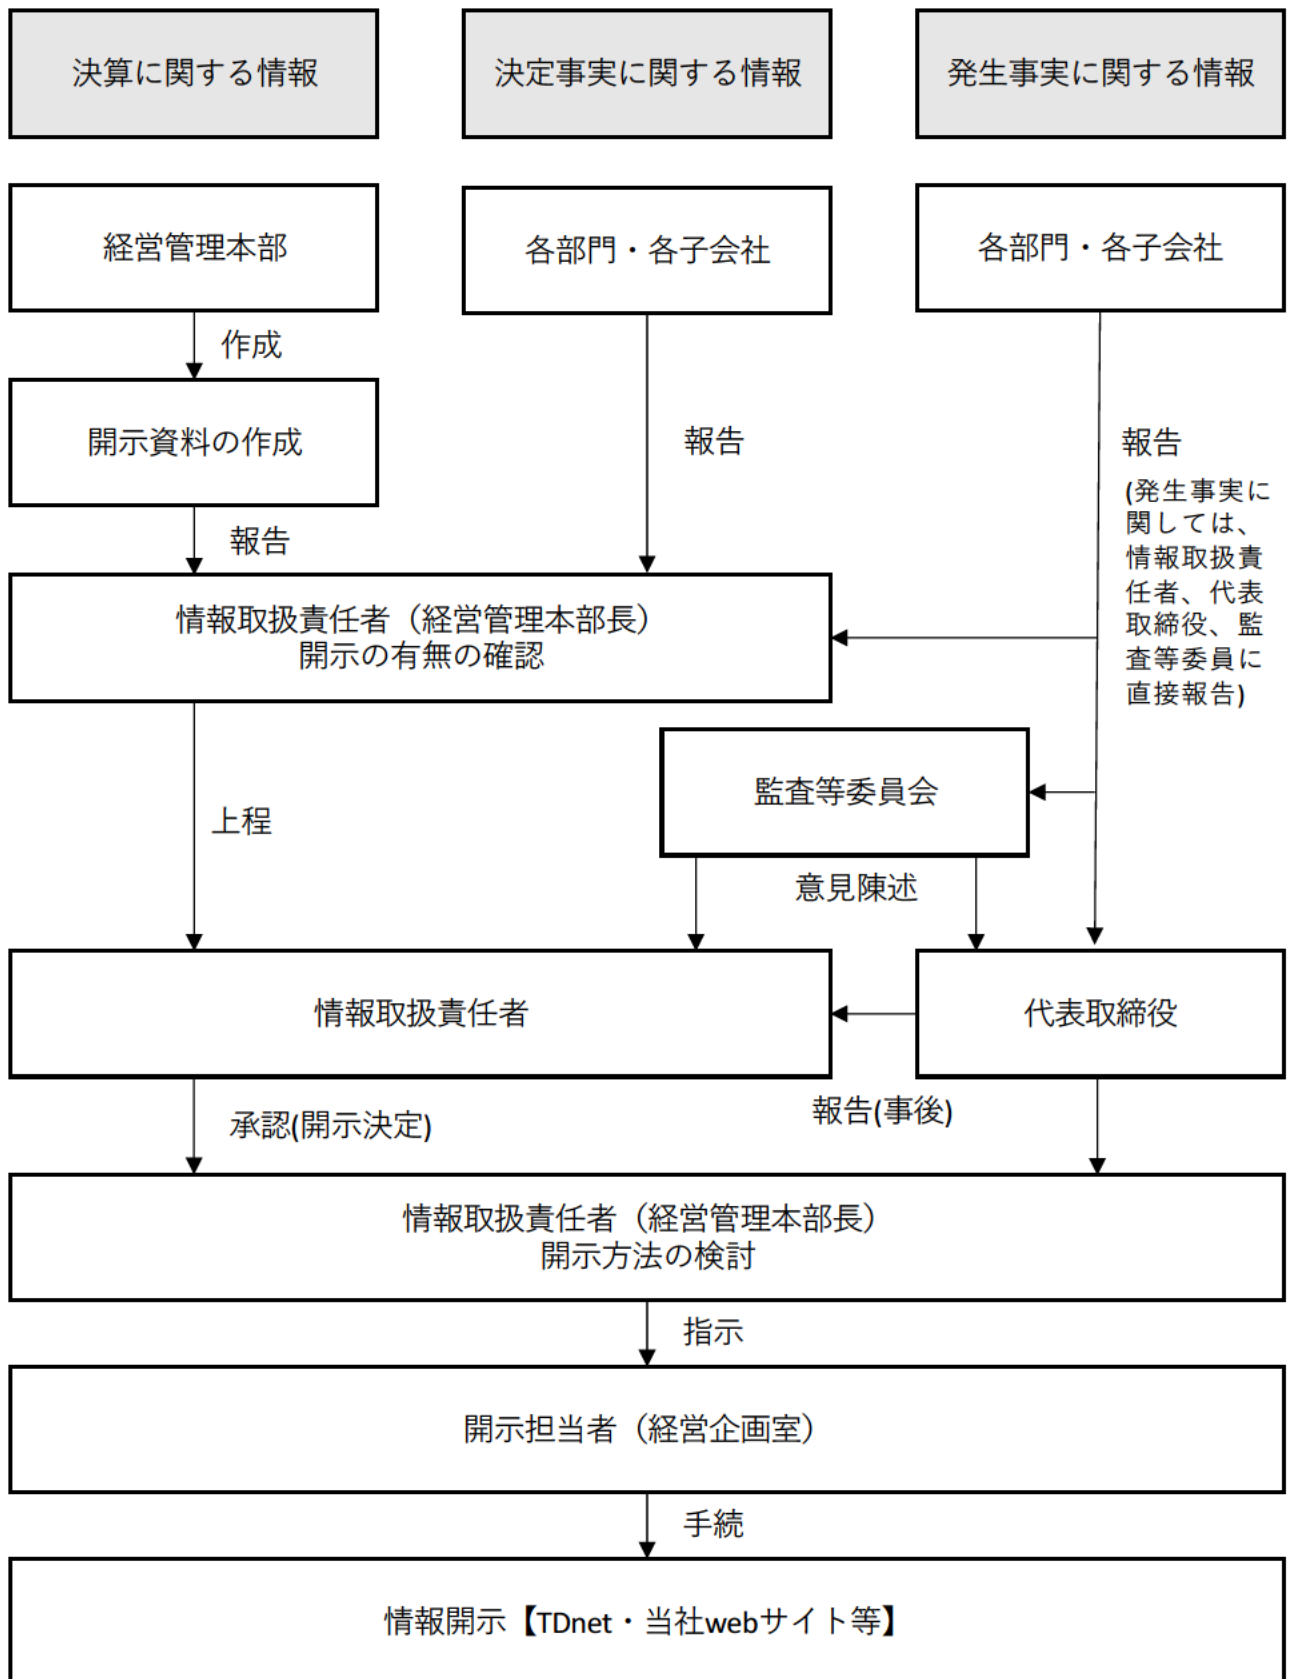 決算に関する情報
決定事実に関する情報
発生事実に関する情報
経営管理本部
各部門・各子会社
各部門・各子会社
作成
開示資料の作成
報告
報告
報告
(発生事実に
関しては、
情報取扱責
任者、代表
取締役、監
査等委員に
直接報告)
情報取扱責任者（経営管理本部長）
開示の有無の確認
監査等委員会
上程
意見陳述
情報取扱責任者
代表取締役
承認(開示決定)
報告(事後)
情報取扱責任者（経営管理本部長）
開示方法の検討
指示
開示担当者（経営企画室）
手続
情報開示【TDnet・当社webサイト等】